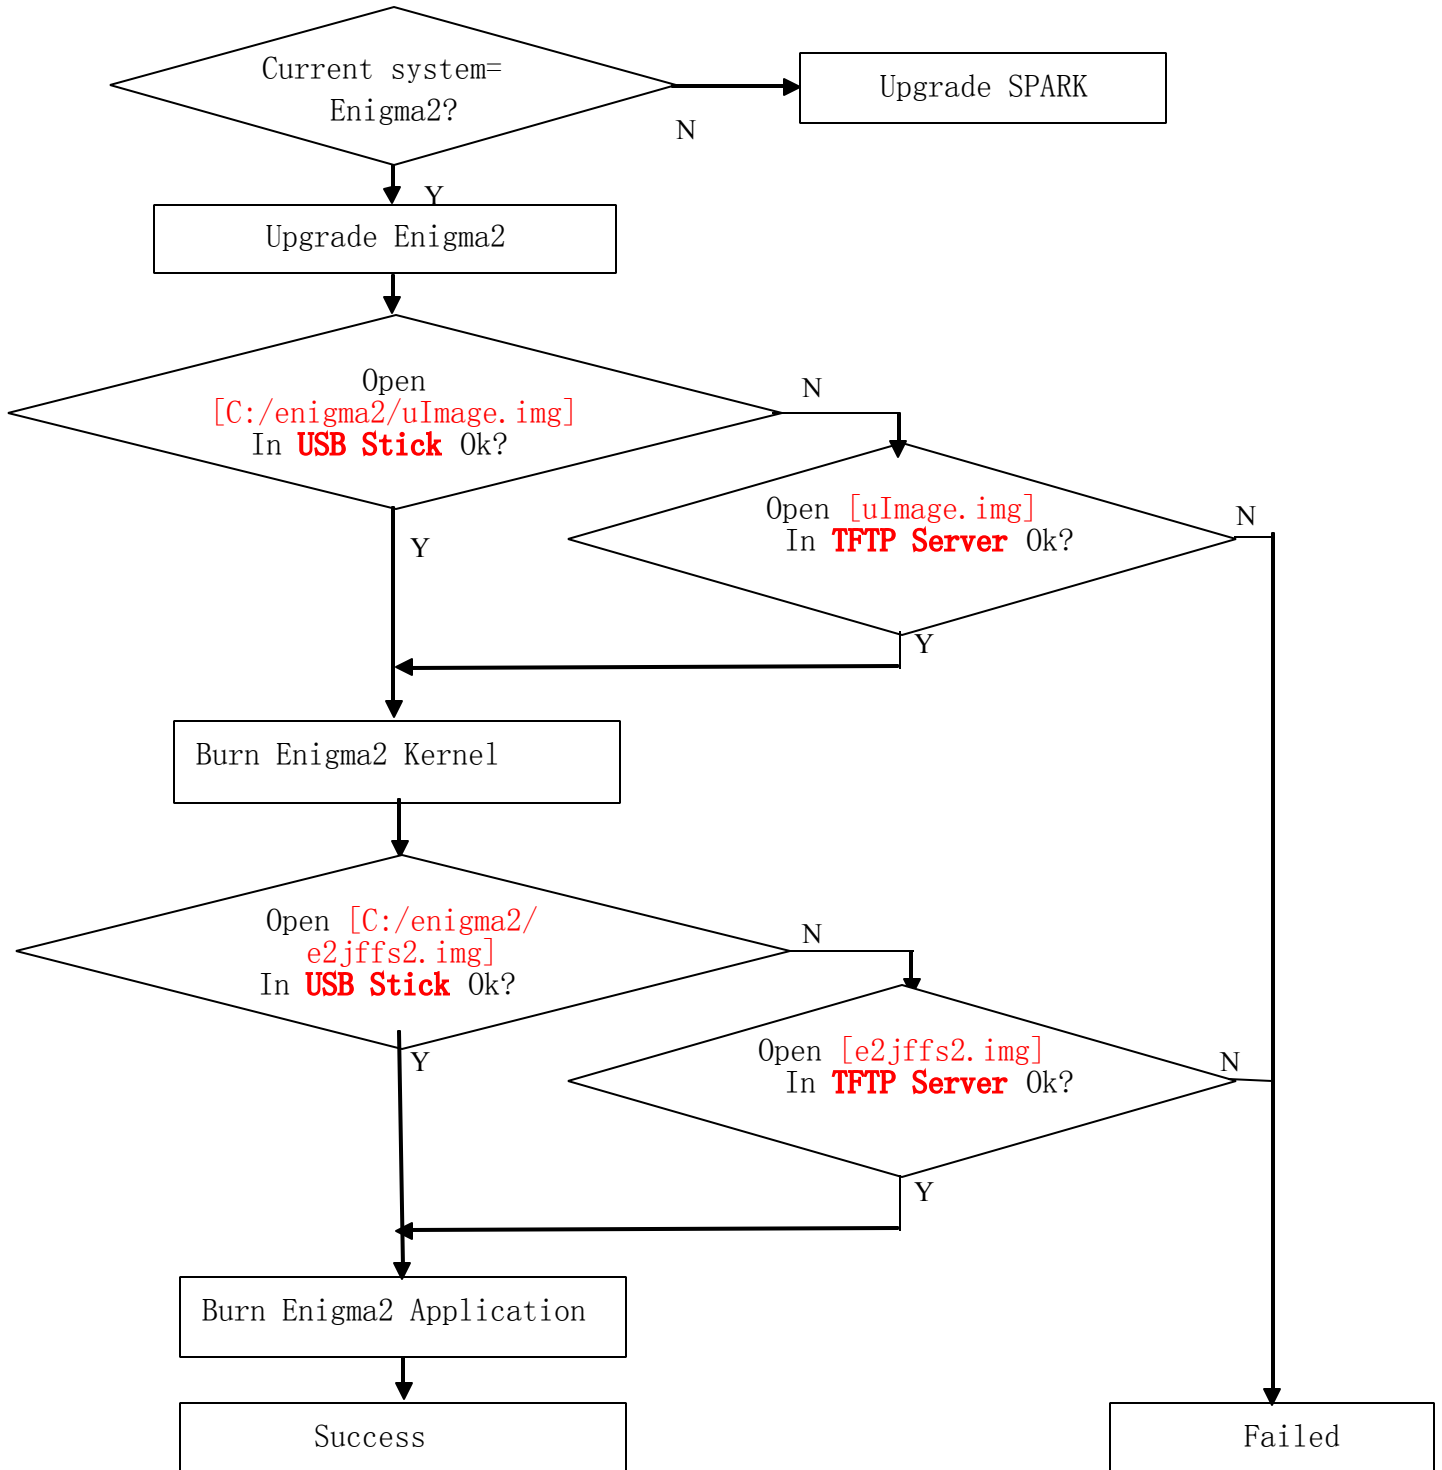 Current system=
Enigma2?
Upgrade SPARK
N
Y
Upgrade Enigma2
Open
[C:/enigma2/uImage.img]
In USB Stick Ok?
N
Open [uImage.img]
In TFTP Server Ok?
N
Y
Y
Burn Enigma2 Kernel
Open [C:/enigma2/
e2jffs2.img]
In USB Stick Ok?
N
Open [e2jffs2.img]
In TFTP Server Ok?
N
Y
Y
Burn Enigma2 Application
Success
Failed